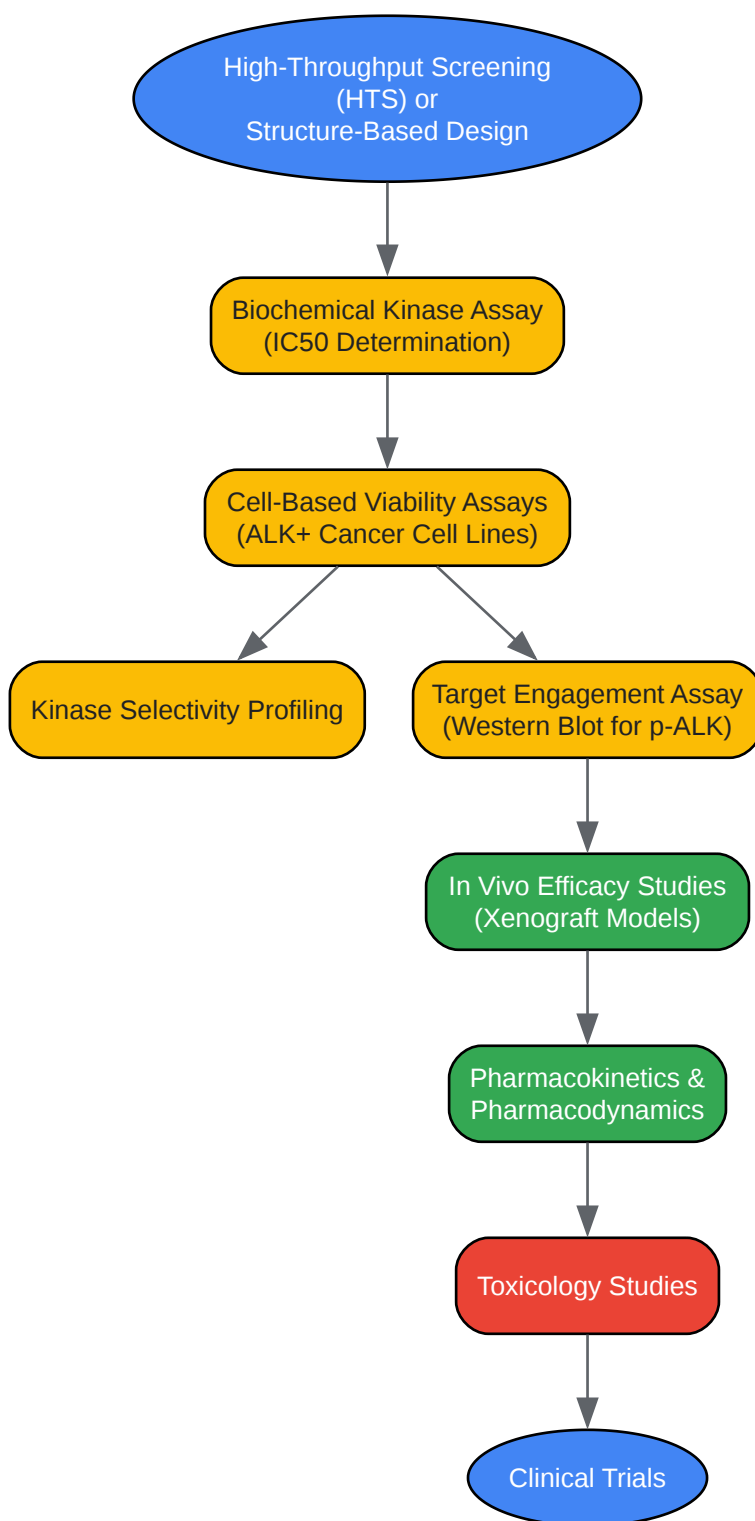 High-Throughput Screening
(HTS) or
Structure-Based Design
Biochemical Kinase Assay
(IC50 Determination)
Cell-Based Viability Assays
(ALK+ Cancer Cell Lines)
Kinase Selectivity Profiling
Target Engagement Assay
(Western Blot for p-ALK)
In Vivo Efficacy Studies
(Xenograft Models)
Pharmacokinetics &
Pharmacodynamics
Toxicology Studies
Clinical Trials